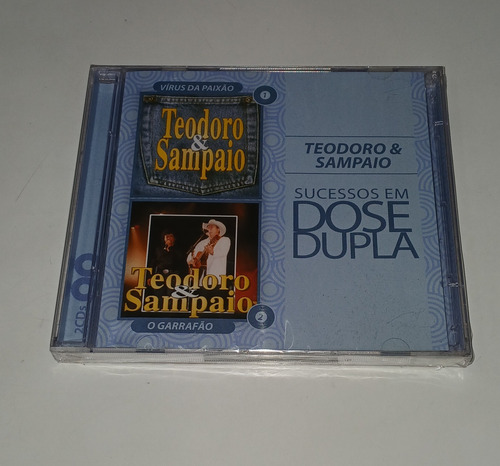 VÍRUS DA PAIXÃO
1
Teodoro
&
Sampaio
Teodoro
&
Sampaio
O GARRAFÃO
2
TEODORO &
SAMPAIO
SUCESSOS EM
DOSE
DUPLA
2CDs